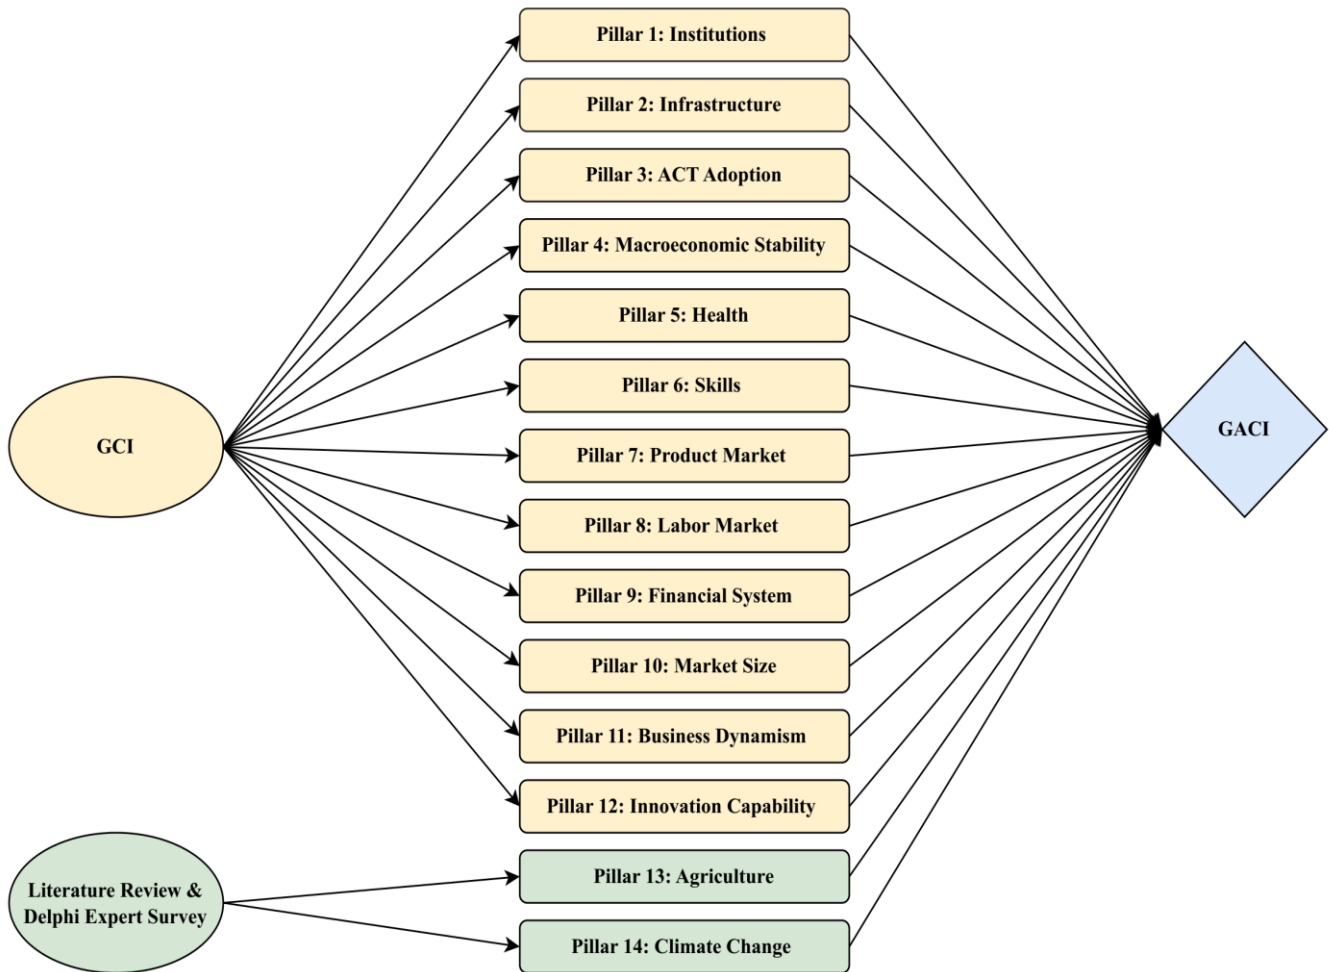 Pillar 1: Institutions
Pillar 2: Infrastructure
Pillar 3: ACT Adoption
Pillar 4: Macroeconomic Stability
Pillar 5: Health
Pillar 6: Skills
GCI
GACI
Pillar 7: Product Market
Pillar 8: Labor Market
Pillar 9: Financial System
Pillar 10: Market Size
Pillar 11: Business Dynamism
Pillar 12: Innovation Capability
Literature Review &
Delphi Expert Survey
Pillar 13: Agriculture
Pillar 14: Climate Change